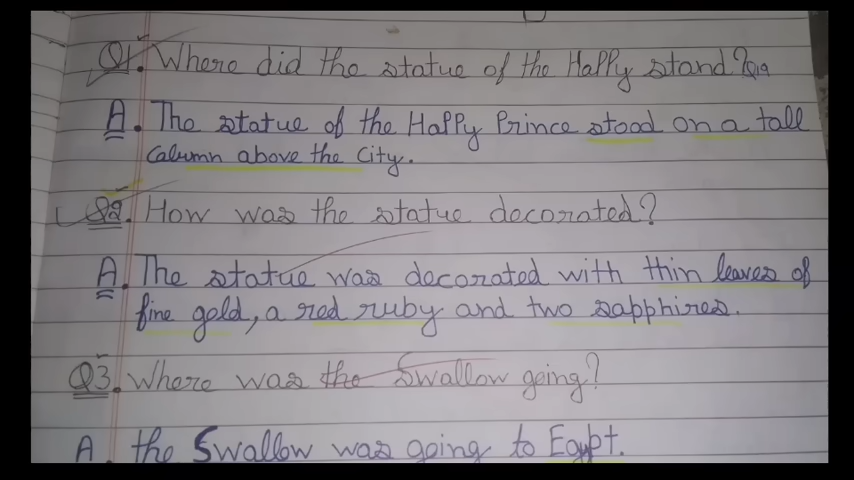 Q1. Where did the statue of the Happy stand?
A. The statue of the Happy Prince stood on a tall
Calumn above the City.
Q2. How was the statue decorated?
A. The statue was decorated with thin leaves of
fine gold, a red ruby and two sapphires.
Q3. Where was the Swallow going?
A. the Swallow was going to Egypt.